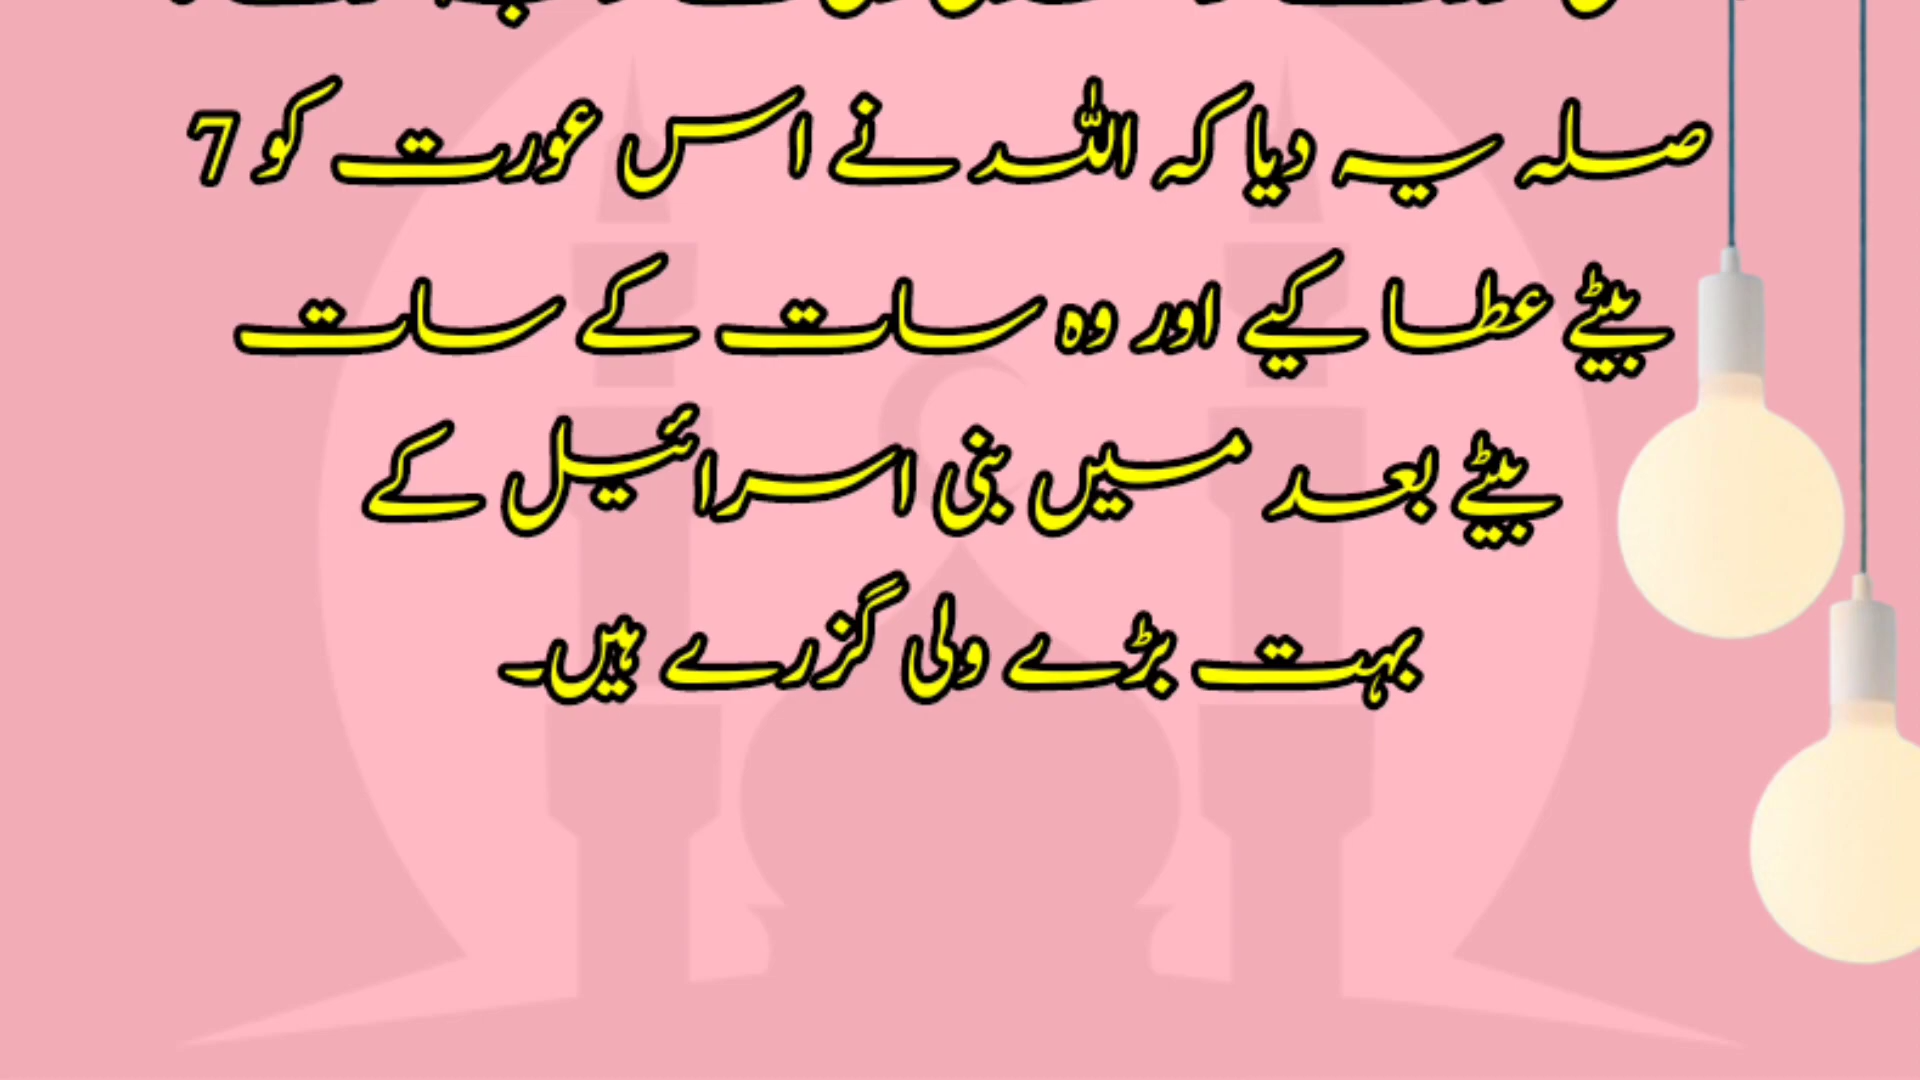 صلہ یہ دیا کہ اللہ نے اس عورت کو 7
بیٹے عطا کیے اور وہ سات کے سات
بیٹے بعد میں بنی اسرائیل کے
بہت بڑے ولی گزرے ہیں۔